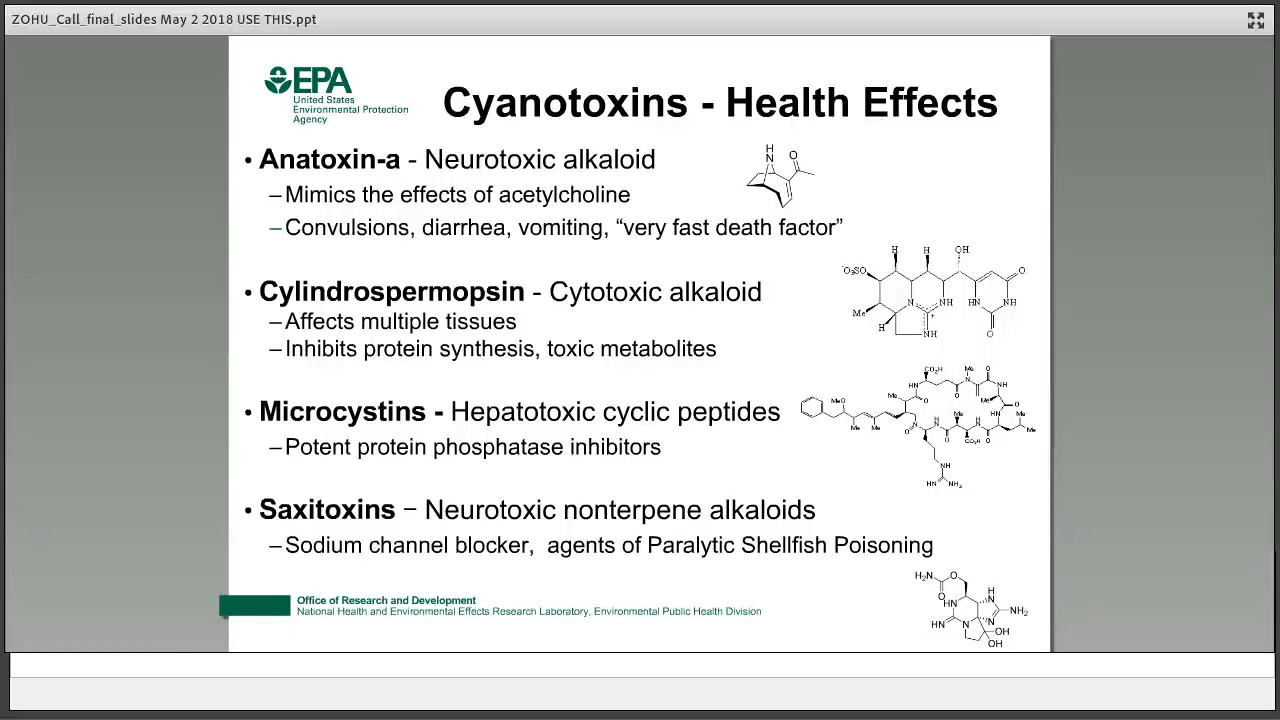 ZOHU_Call_final_slides May 2 2018 USE THIS.ppt
EPA
United States
Environmental Protection
Agency
Cyanotoxins - Health Effects
• Anatoxin-a - Neurotoxic alkaloid
–Mimics the effects of acetylcholine
–Convulsions, diarrhea, vomiting, “very fast death factor”
• Cylindrospermopsin - Cytotoxic alkaloid
–Affects multiple tissues
–Inhibits protein synthesis, toxic metabolites
• Microcystins - Hepatotoxic cyclic peptides
–Potent protein phosphatase inhibitors
• Saxitoxins – Neurotoxic nonterpene alkaloids
–Sodium channel blocker, agents of Paralytic Shellfish Poisoning
Office of Research and Development
National Health and Environmental Effects Research Laboratory, Environmental Public Health Division